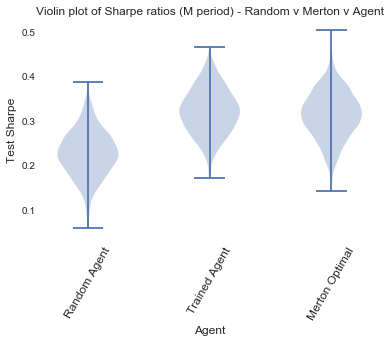 Violin plot of Sharpe ratios (M period) - Random v Merton v Agent
0.5
0.4
0.3
0.2
0.1
Test Sharpe
Random Agent
Trained Agent
Merton Optimal
Agent